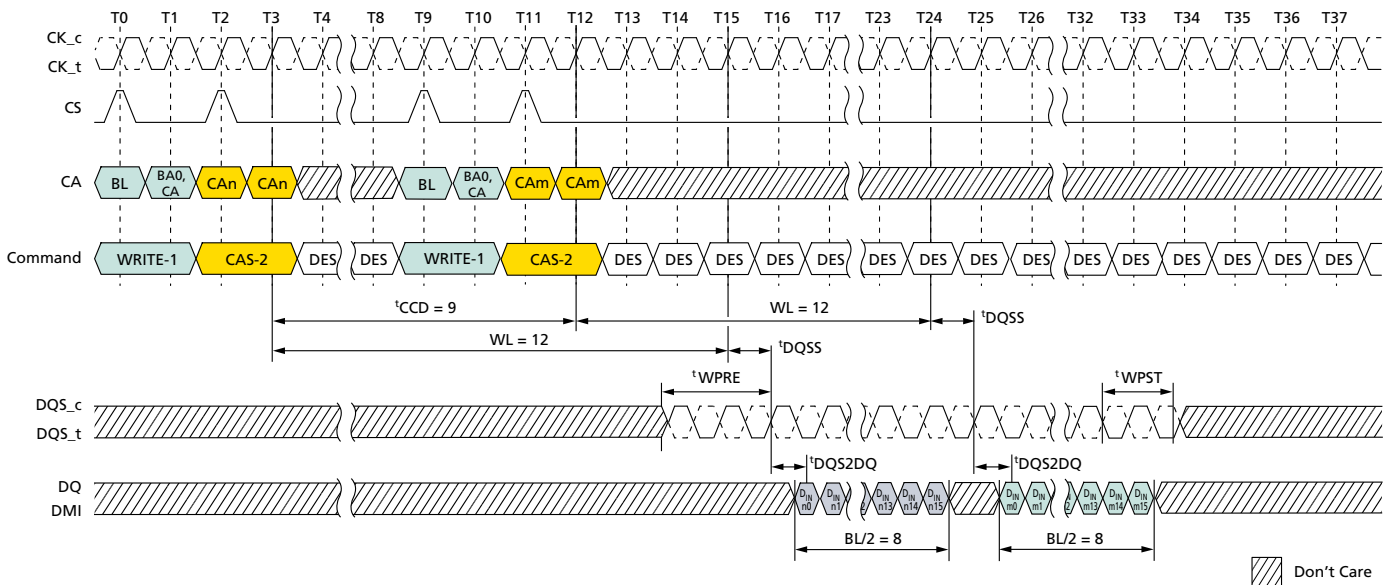 T0 T1 T2 T3 T4 T8 T9 T10 T11 T12 T13 T14 T15 T16 T17 T23 T24 T25 T26 T32 T33 T34 T35 T36 T37
CK_c
CK_t
CS
CA BL BA0, CA CAn CAn BL BA0, CA CAm CAm
Command WRITE-1 CAS-2 DES DES WRITE-1 CAS-2 DES DES DES DES DES DES DES DES DES DES DES DES DES DES DES
tCCD = 9 WL = 12 tDQSS
WL = 12 tDQSS
tWPRE tWPST
DQS_c
DQS_t
tDQS2DQ tDQS2DQ
DQ
DMI
DIN n0 DIN n1 DIN n13 DIN n14 DIN n15 DIN m0 DIN m1 DIN m13 DIN m14 DIN m15
BL/2 = 8 BL/2 = 8
Don't Care